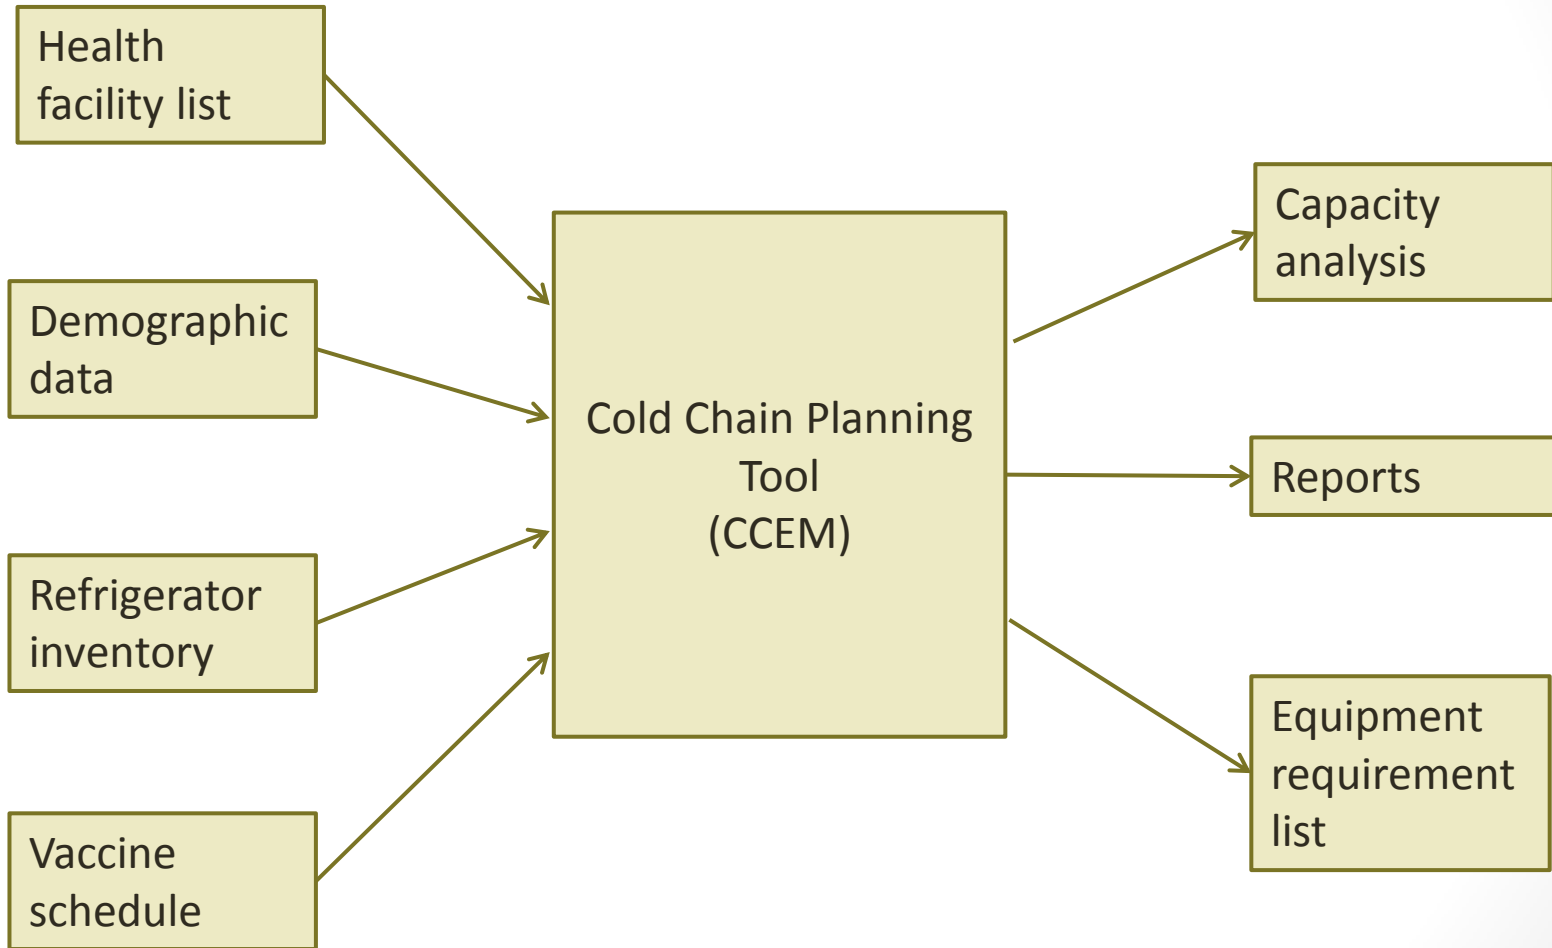 Health
facility list
Demographic
data
Refrigerator
inventory
Vaccine
schedule
Cold Chain Planning
Tool
(CCEM)
Capacity
analysis
Reports
Equipment
requirement
list